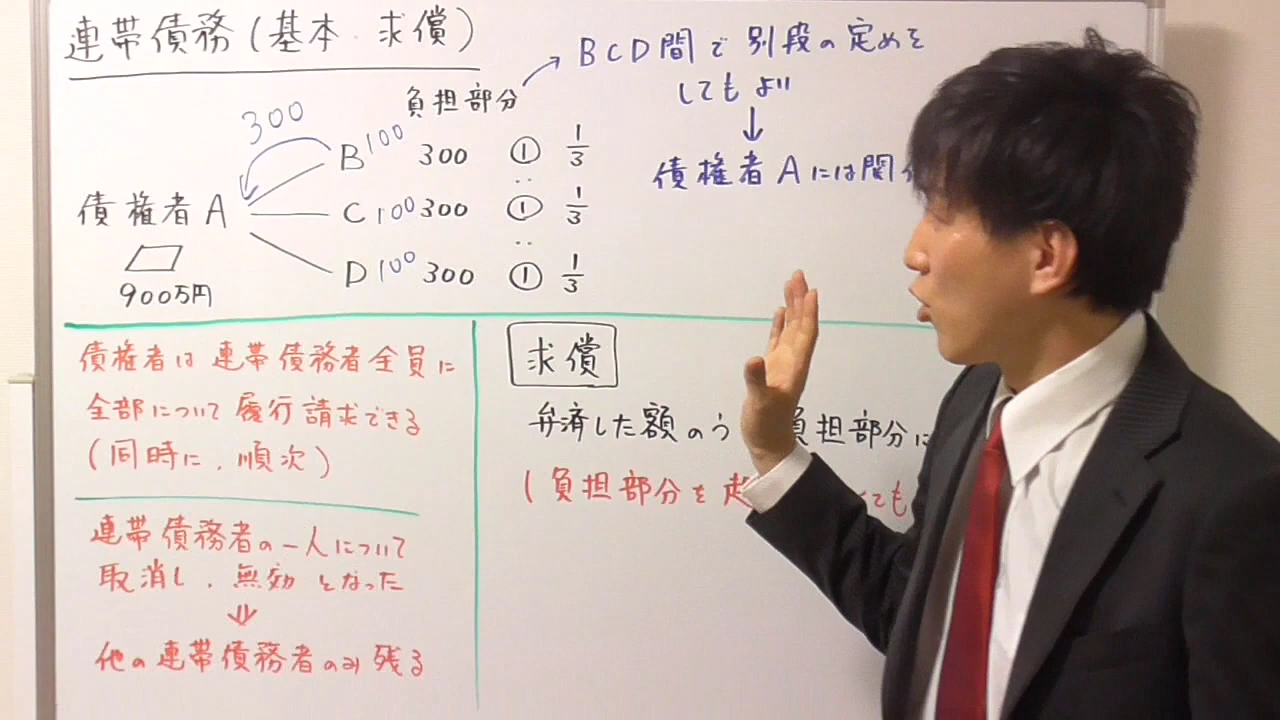 連帯債務(基本・求償)
負担部分
BCD間で別段の定めを
してもよい
債権者Aには関
300
B 100 300 ① 1/3
:
債権者A
C 100 300 ① 1/3
:
D 100 300 ① 1/3
900万円
債権者は連帯債務者全員に
全部について履行請求できる
(同時に、順次)
連帯債務者の一人について
取消し、無効となった
⇓
他の連帯債務者のみ残る
求償
弁済した額のう 負担部分に
(負担部分を ても